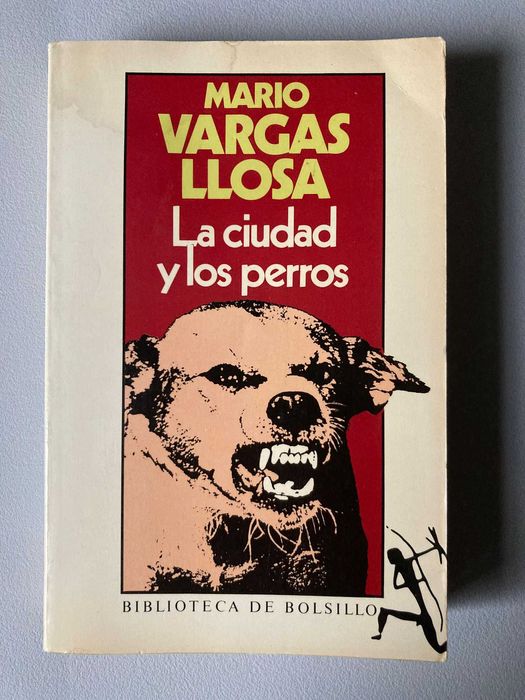 MARIO
VARGAS
LLOSA
La ciudad
y los perros
BIBLIOTECA DE BOLSILLO